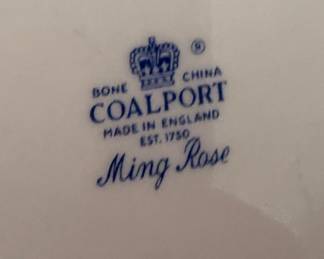 ®
BONE CHINA
COALPORT
MADE IN ENGLAND
EST. 1750
Ming Rose